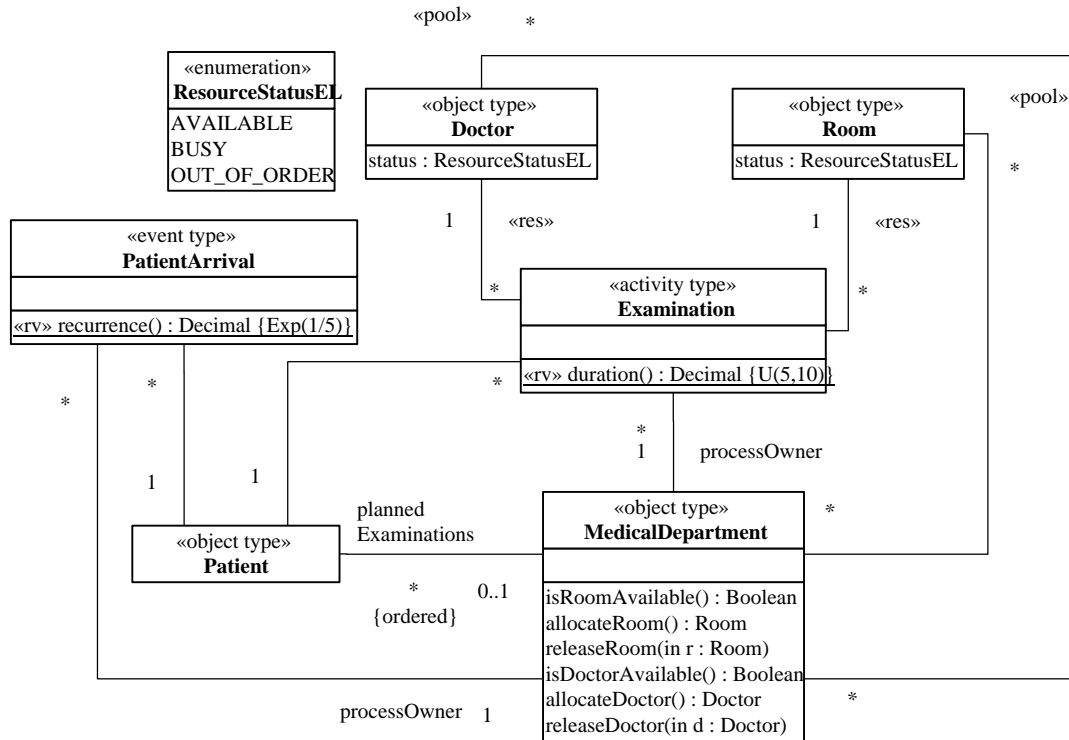 «pool»
*
«enumeration»
ResourceStatusEL
AVAILABLE
BUSY
OUT_OF_ORDER
«object type»
Doctor
status : ResourceStatusEL
«object type»
Room
status : ResourceStatusEL
«pool»
*
1
«res»
1
«res»
«event type»
PatientArrival
«rv» recurrence() : Decimal {Exp(1/5)}
*
*
«activity type»
Examination
«rv» duration() : Decimal {U(5,10)}
*
*
*
*
1
processOwner
1
1
planned
Examinations
«object type»
Patient
*
{ordered}
0..1
«object type»
MedicalDepartment
isRoomAvailable() : Boolean
allocateRoom() : Room
releaseRoom(in r : Room)
isDoctorAvailable() : Boolean
allocateDoctor() : Doctor
releaseDoctor(in d : Doctor)
*
*
processOwner
1